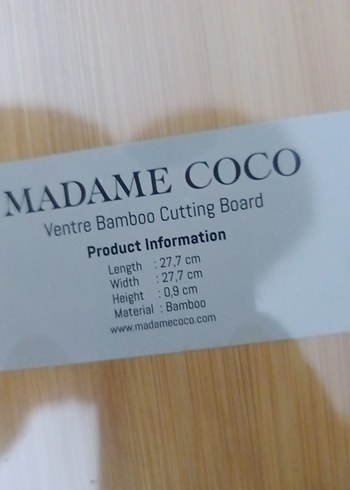 MADAME COCO
Ventre Bamboo Cutting Board
Product Information
Length : 27,7 cm
Width : 27,7 cm
Height : 0,9 cm
Material : Bamboo
www.madamecoco.com